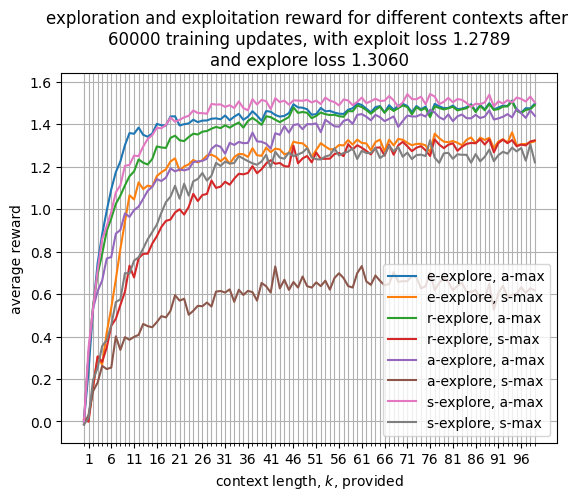 exploration and exploitation reward for different contexts after
60000 training updates, with exploit loss 1.2789
and explore loss 1.3060
1.6
1.4
1.2
1.0
0.8
0.6
0.4
0.2
0.0
average reward
e-explore, a-max
e-explore, s-max
r-explore, a-max
r-explore, s-max
a-explore, a-max
a-explore, s-max
s-explore, a-max
s-explore, s-max
1 6 11 16 21 26 31 36 41 46 51 56 61 66 71 76 81 86 91 96
context length, k, provided